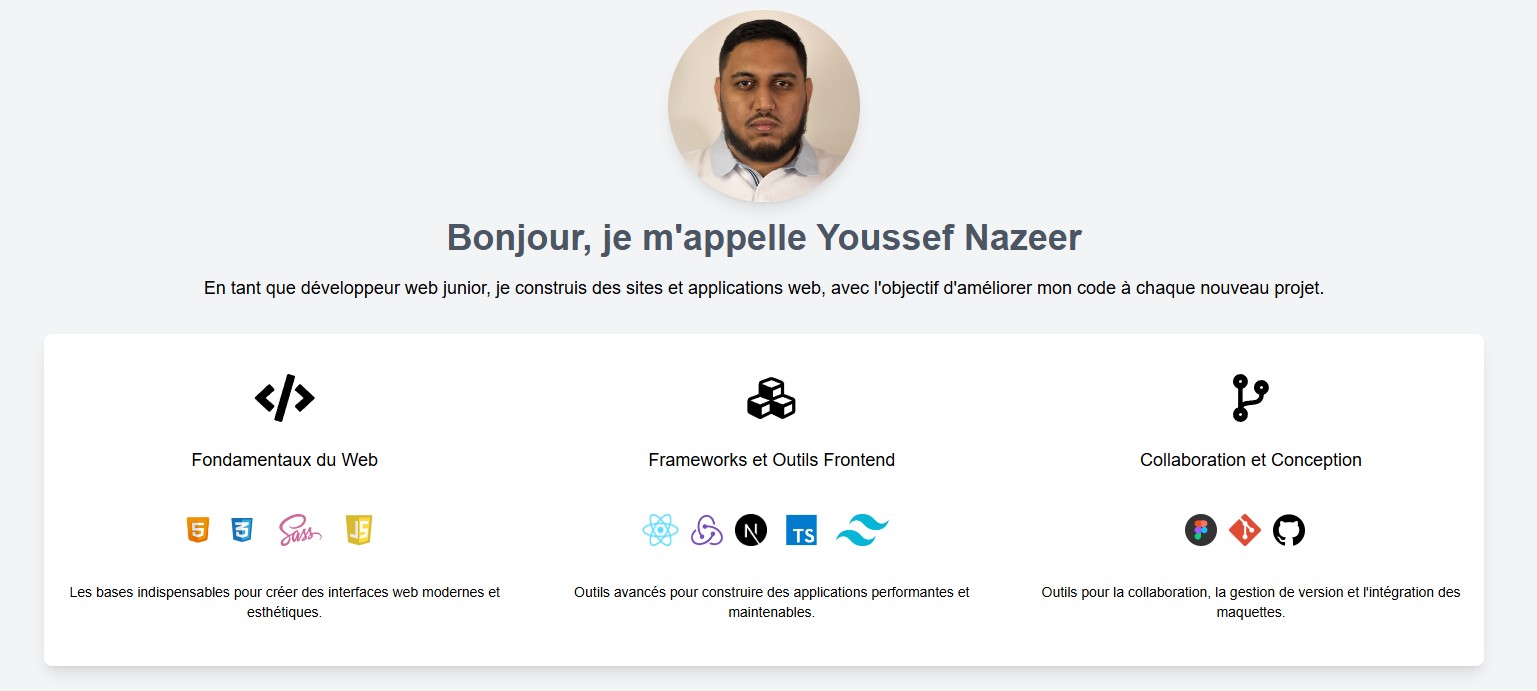 Bonjour, je m'appelle Youssef Nazeer
En tant que développeur web junior, je construis des sites et applications web, avec l'objectif d'améliorer mon code à chaque nouveau projet.
Fondamentaux du Web
5 3 Sass JS
Les bases indispensables pour créer des interfaces web modernes et
esthétiques.
Frameworks et Outils Frontend
N TS
Outils avancés pour construire des applications performantes et
maintenables.
Collaboration et Conception
Outils pour la collaboration, la gestion de version et l'intégration des
maquettes.